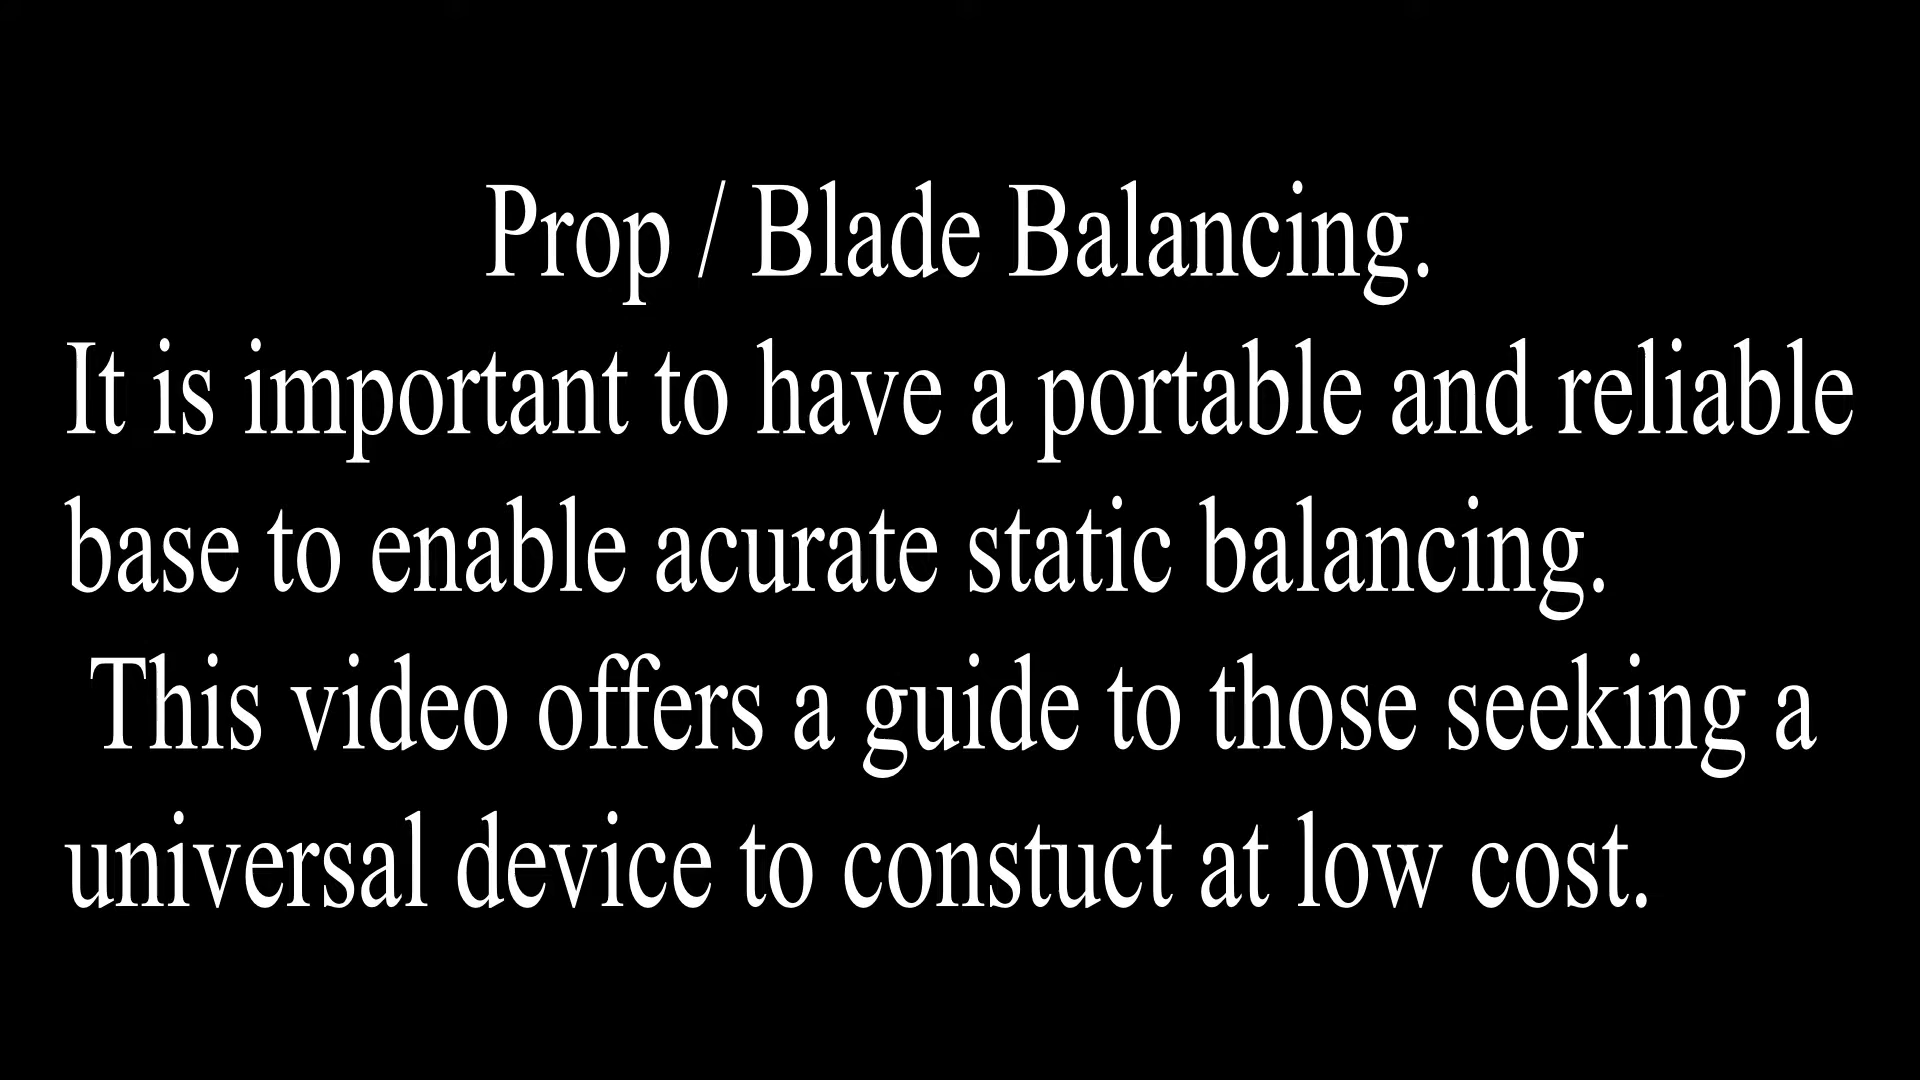 Prop / Blade Balancing.
It is important to have a portable and reliable
base to enable acurate static balancing.
This video offers a guide to those seeking a
universal device to constuct at low cost.